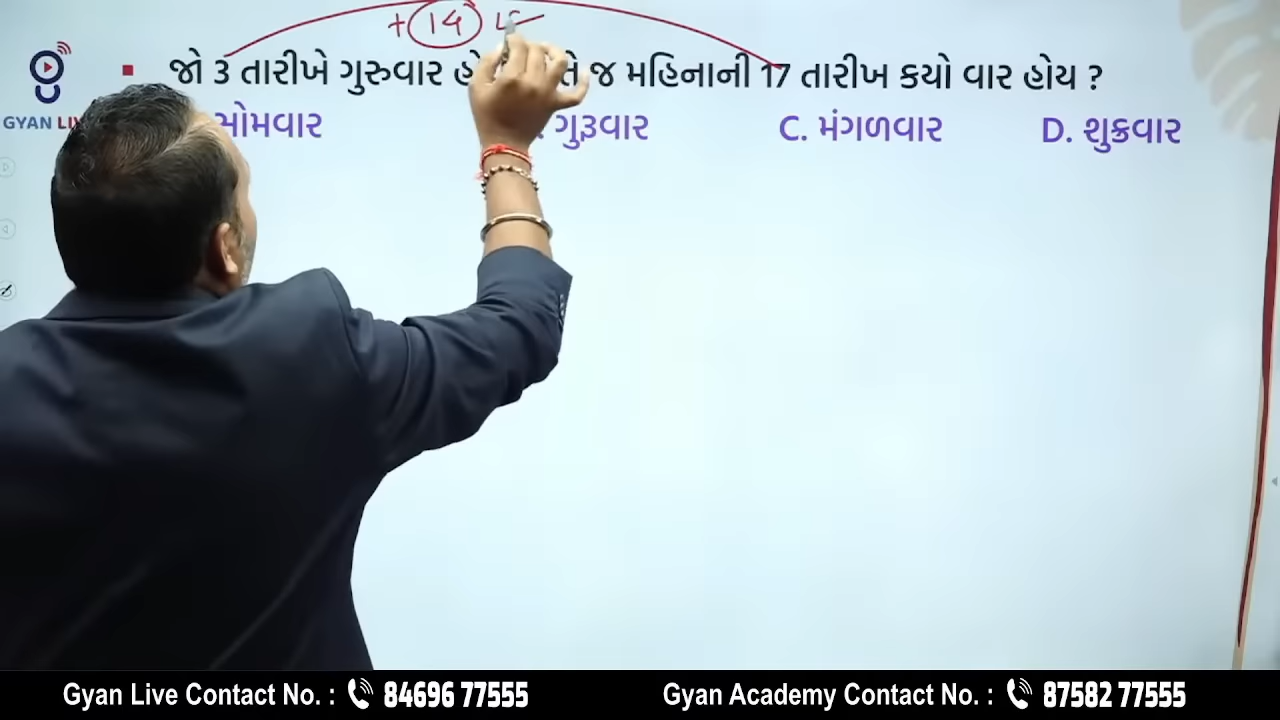 + 14
જો 3 તારીખે ગુરુવાર જ મહિનાની 17 તારીખ કયો વાર હોય ?
સોમવાર ગુરૂવાર C. મંગળવાર D. શુક્રવાર
GYAN
Gyan Live Contact No. : 84696 77555 Gyan Academy Contact No. : 87582 77555